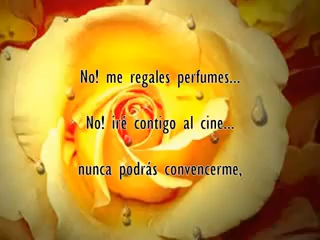 No! me regales perfumes...
No! iré contigo al cine...
nunca podrás convencerme,